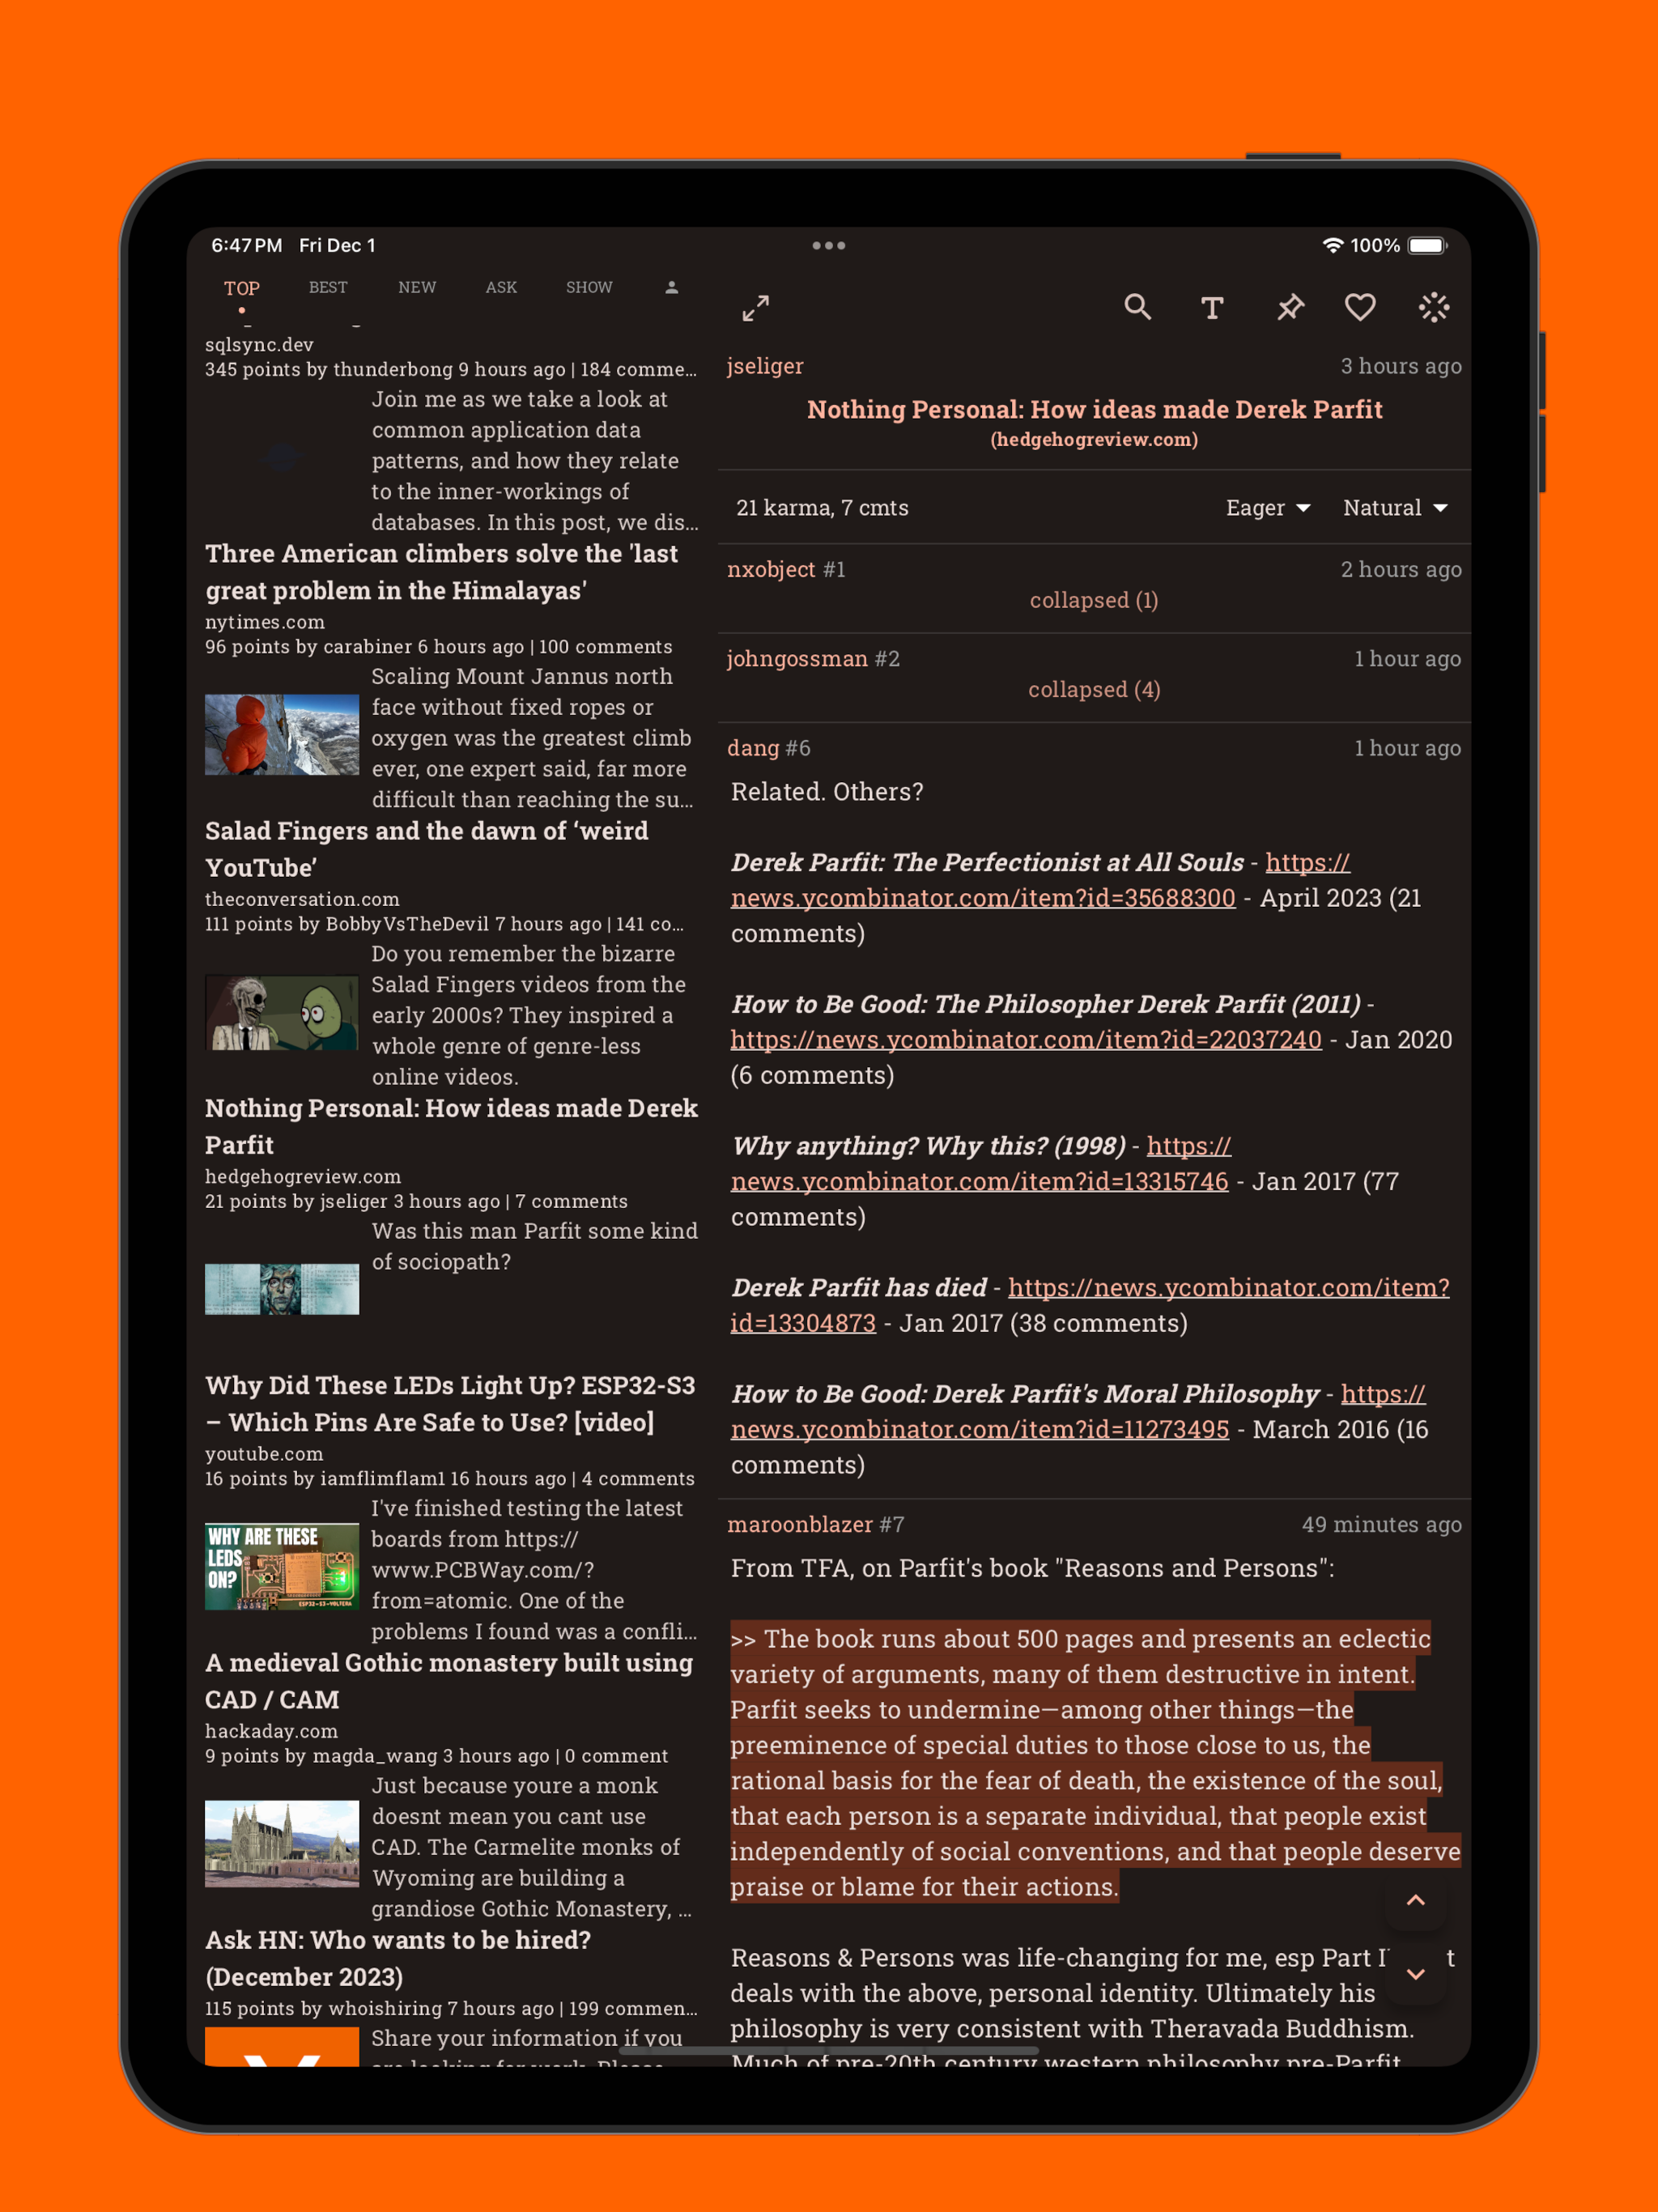 6:47 PM Fri Dec 1
100%
TOP
BEST
NEW
ASK
SHOW
sqlsync.dev
345 points by thunderbong 9 hours ago | 184 comme...
Join me as we take a look at
common application data
patterns, and how they relate
to the inner-workings of
databases. In this post, we dis...
Three American climbers solve the 'last
great problem in the Himalayas'
nytimes.com
96 points by carabiner 6 hours ago | 100 comments
Scaling Mount Jannus north
face without fixed ropes or
oxygen was the greatest climb
ever, one expert said, far more
difficult than reaching the su...
Salad Fingers and the dawn of ‘weird
YouTube’
theconversation.com
111 points by BobbyVsTheDevil 7 hours ago | 141 co...
Do you remember the bizarre
Salad Fingers videos from the
early 2000s? They inspired a
whole genre of genre-less
online videos.
Nothing Personal: How ideas made Derek
Parfit
hedgehogreview.com
21 points by jseliger 3 hours ago | 7 comments
Was this man Parfit some kind
of sociopath?
Why Did These LEDs Light Up? ESP32-S3
– Which Pins Are Safe to Use? [video]
youtube.com
16 points by iamflimflam1 16 hours ago | 4 comments
WHY ARE THESE
LEDS
ON?
ESP32-S3-VOLTERA
I've finished testing the latest
boards from https://
www.PCBWay.com/?
from=atomic. One of the
problems I found was a confli...
A medieval Gothic monastery built using
CAD / CAM
hackaday.com
9 points by magda_wang 3 hours ago | 0 comment
Just because youre a monk
doesnt mean you cant use
CAD. The Carmelite monks of
Wyoming are building a
grandiose Gothic Monastery, ...
Ask HN: Who wants to be hired?
(December 2023)
115 points by whoishiring 7 hours ago | 199 commen...
Share your information if you
are looking for work. Please
jseliger
3 hours ago
Nothing Personal: How ideas made Derek Parfit
(hedgehogreview.com)
21 karma, 7 cmts
Eager
Natural
nxobject #1
2 hours ago
collapsed (1)
johngossman #2
1 hour ago
collapsed (4)
dang #6
1 hour ago
Related. Others?
Derek Parfit: The Perfectionist at All Souls - https://
news.ycombinator.com/item?id=35688300 - April 2023 (21
comments)
How to Be Good: The Philosopher Derek Parfit (2011) -
https://news.ycombinator.com/item?id=22037240 - Jan 2020
(6 comments)
Why anything? Why this? (1998) - https://
news.ycombinator.com/item?id=13315746 - Jan 2017 (77
comments)
Derek Parfit has died - https://news.ycombinator.com/item?
id=13304873 - Jan 2017 (38 comments)
How to Be Good: Derek Parfit's Moral Philosophy - https://
news.ycombinator.com/item?id=11273495 - March 2016 (16
comments)
maroonblazer #7
49 minutes ago
From TFA, on Parfit's book "Reasons and Persons":
>> The book runs about 500 pages and presents an eclectic
variety of arguments, many of them destructive in intent.
Parfit seeks to undermine—among other things—the
preeminence of special duties to those close to us, the
rational basis for the fear of death, the existence of the soul,
that each person is a separate individual, that people exist
independently of social conventions, and that people deserve
praise or blame for their actions.
Reasons & Persons was life-changing for me, esp Part
deals with the above, personal identity. Ultimately his
philosophy is very consistent with Theravada Buddhism.
Much of pre-20th century western philosophy pre-Parfit